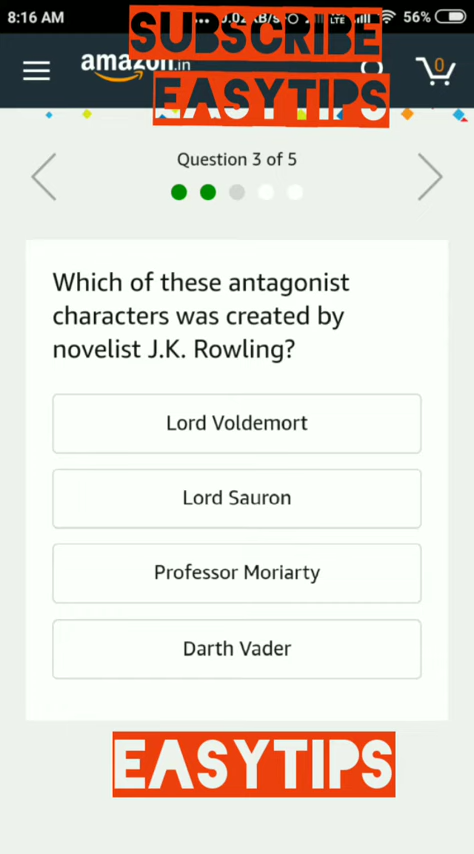 8:16 AM
56%
SUBSCRIBE
amazon.in
0
EASYTIPS
Question 3 of 5
Which of these antagonist
characters was created by
novelist J.K. Rowling?
Lord Voldemort
Lord Sauron
Professor Moriarty
Darth Vader
EASYTIPS